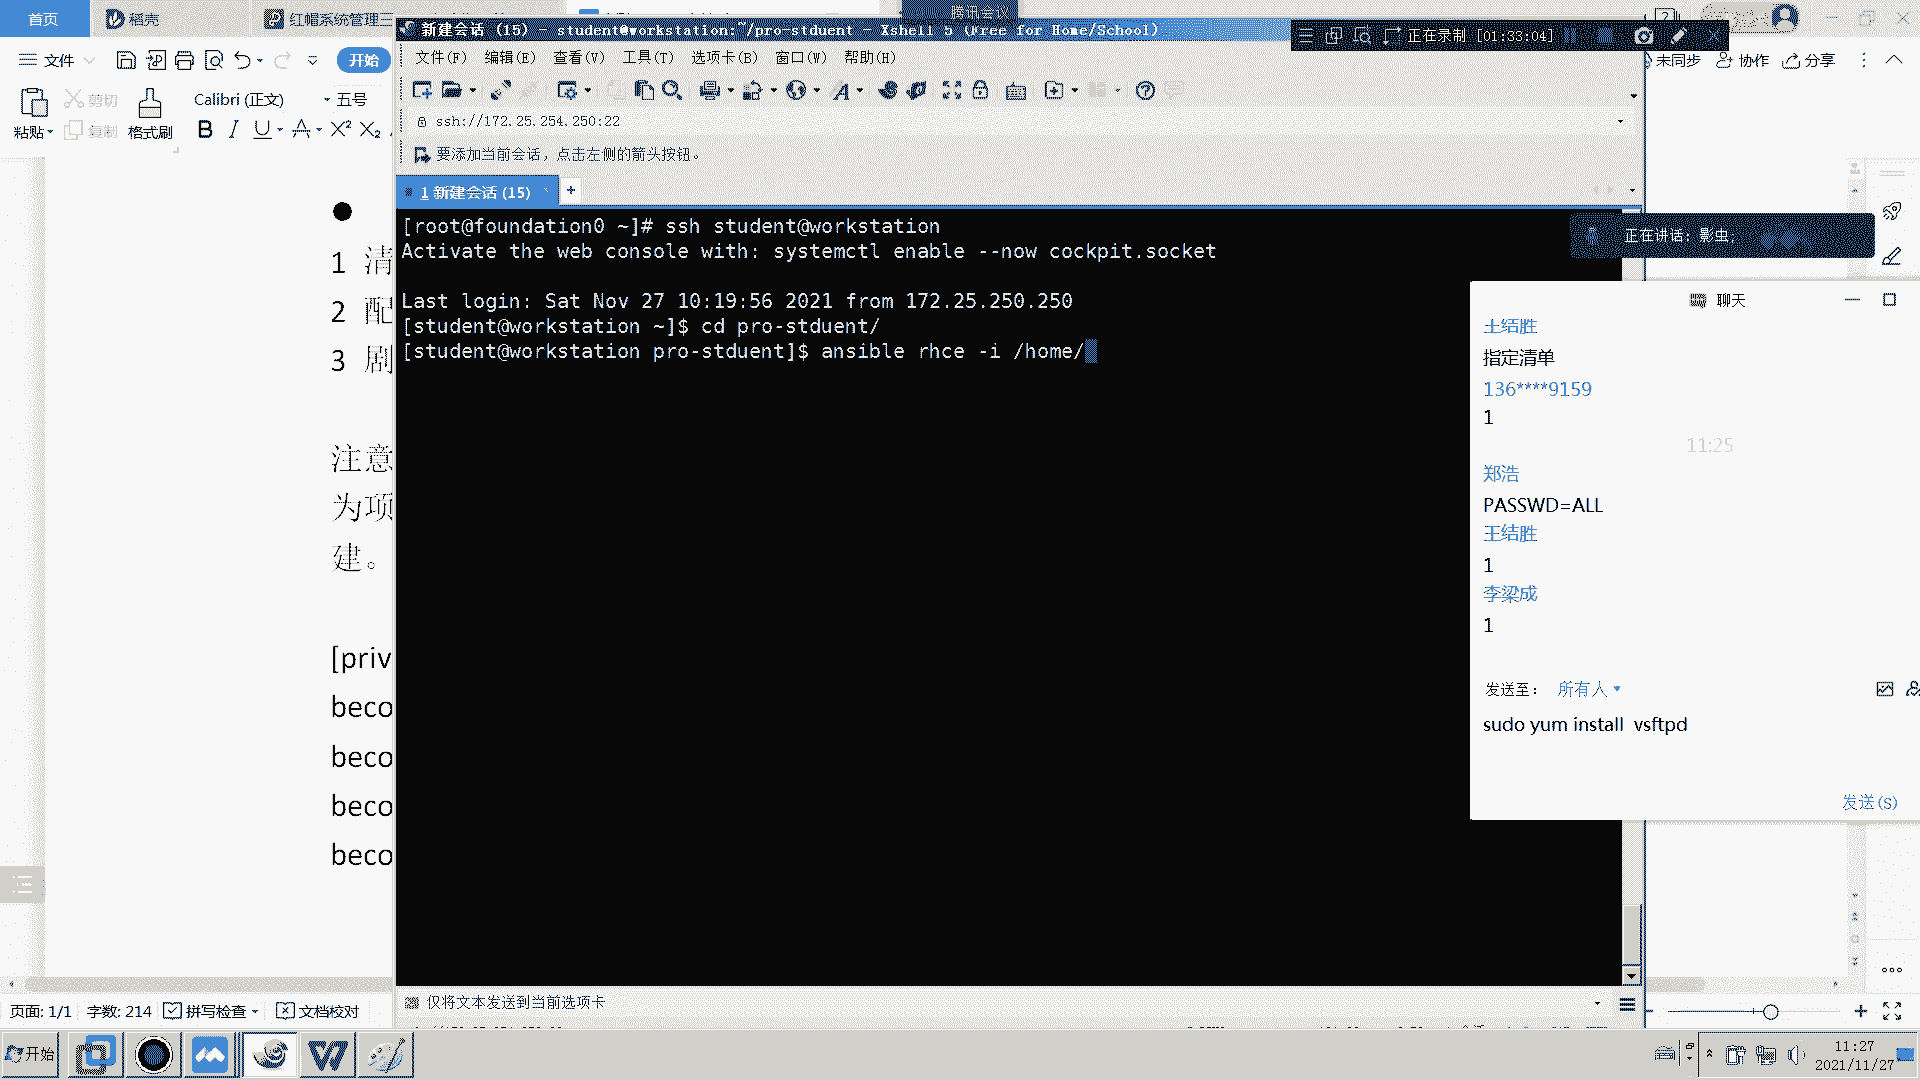 首页
稻壳
红帽系统管理三
腾讯会议
新建会话 (15) - student@workstation:~/pro-stduent - Xshell 5 (Free for Home/School)
正在录制 [01:33:04]
文件
开始
文件(F) 编辑(E) 查看(V) 工具(T) 选项卡(B) 窗口(W) 帮助(H)
未同步 协作 分享
粘贴
剪切
复制
格式刷
Calibri (正文)
五号
ssh://172.25.254.250:22
要添加当前会话，点击左侧的箭头按钮。
1 新建会话 (15)
[root@foundation0 ~]# ssh student@workstation
Activate the web console with: systemctl enable --now cockpit.socket
Last login: Sat Nov 27 10:19:56 2021 from 172.25.250.250
[student@workstation ~]$ cd pro-stduent/
[student@workstation pro-stduent]$ ansible rhce -i /home/
1 清
2 配
3 剧
注意
为项
建。
[priv
beco
beco
beco
beco
正在讲话: 影虫;
聊天
王结胜
指定清单
136****9159
1
11:25
郑浩
PASSWD=ALL
王结胜
1
李梁成
1
发送至: 所有人
sudo yum install  vsftpd
发送(S)
仅将文本发送到当前选项卡
页面: 1/1 字数: 214 拼写检查 文档校对
开始
11:27
2021/11/27